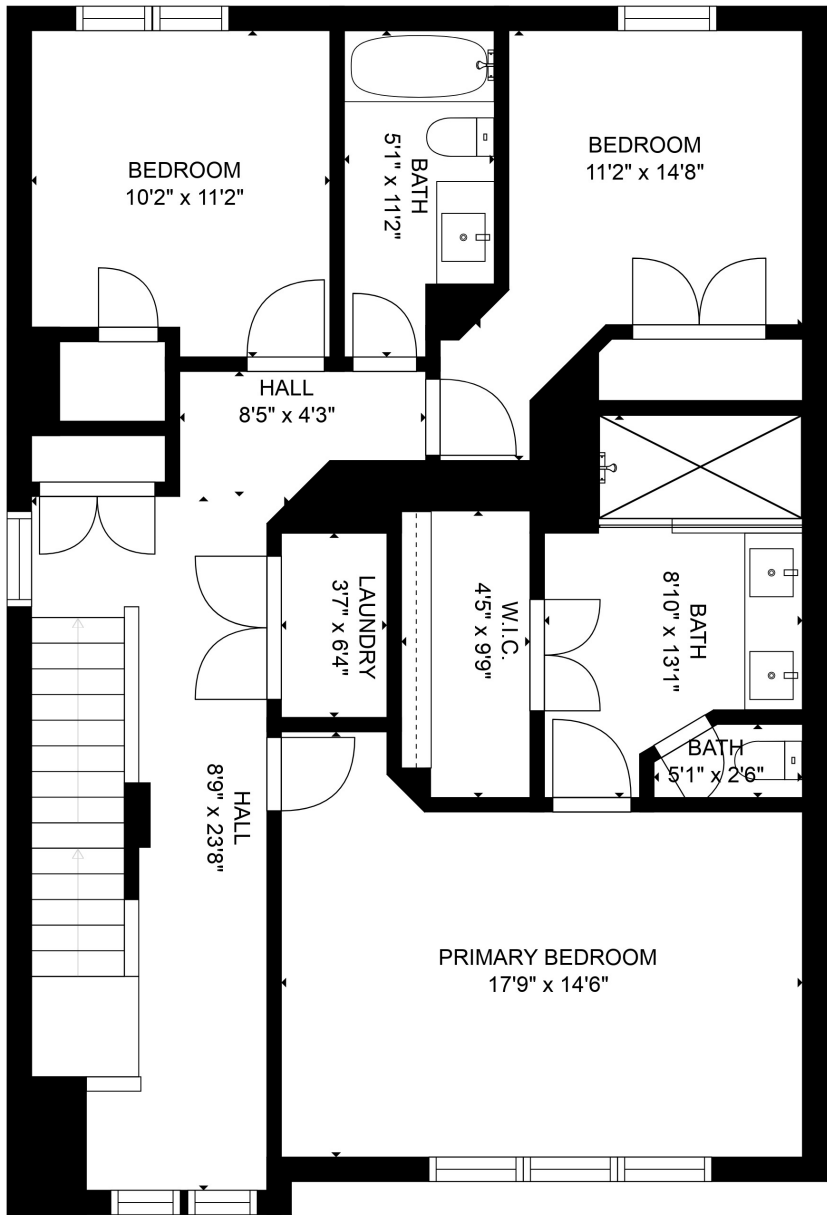 BEDROOM
10'2" x 11'2"
BATH
5'1" x 11'2"
BEDROOM
11'2" x 14'8"
HALL
8'5" x 4'3"
LAUNDRY
3'7" x 6'4"
W.I.C.
4'5" x 9'9"
BATH
8'10" x 13'1"
BATH
5'1" x 2'6"
HALL
8'9" x 23'8"
PRIMARY BEDROOM
17'9" x 14'6"